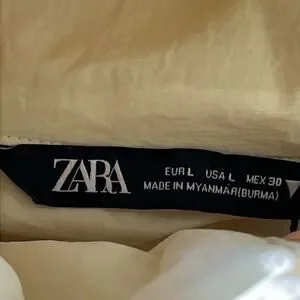 ZARA
EUR L USA L MEX 30
MADE IN MYANMAR(BURMA)